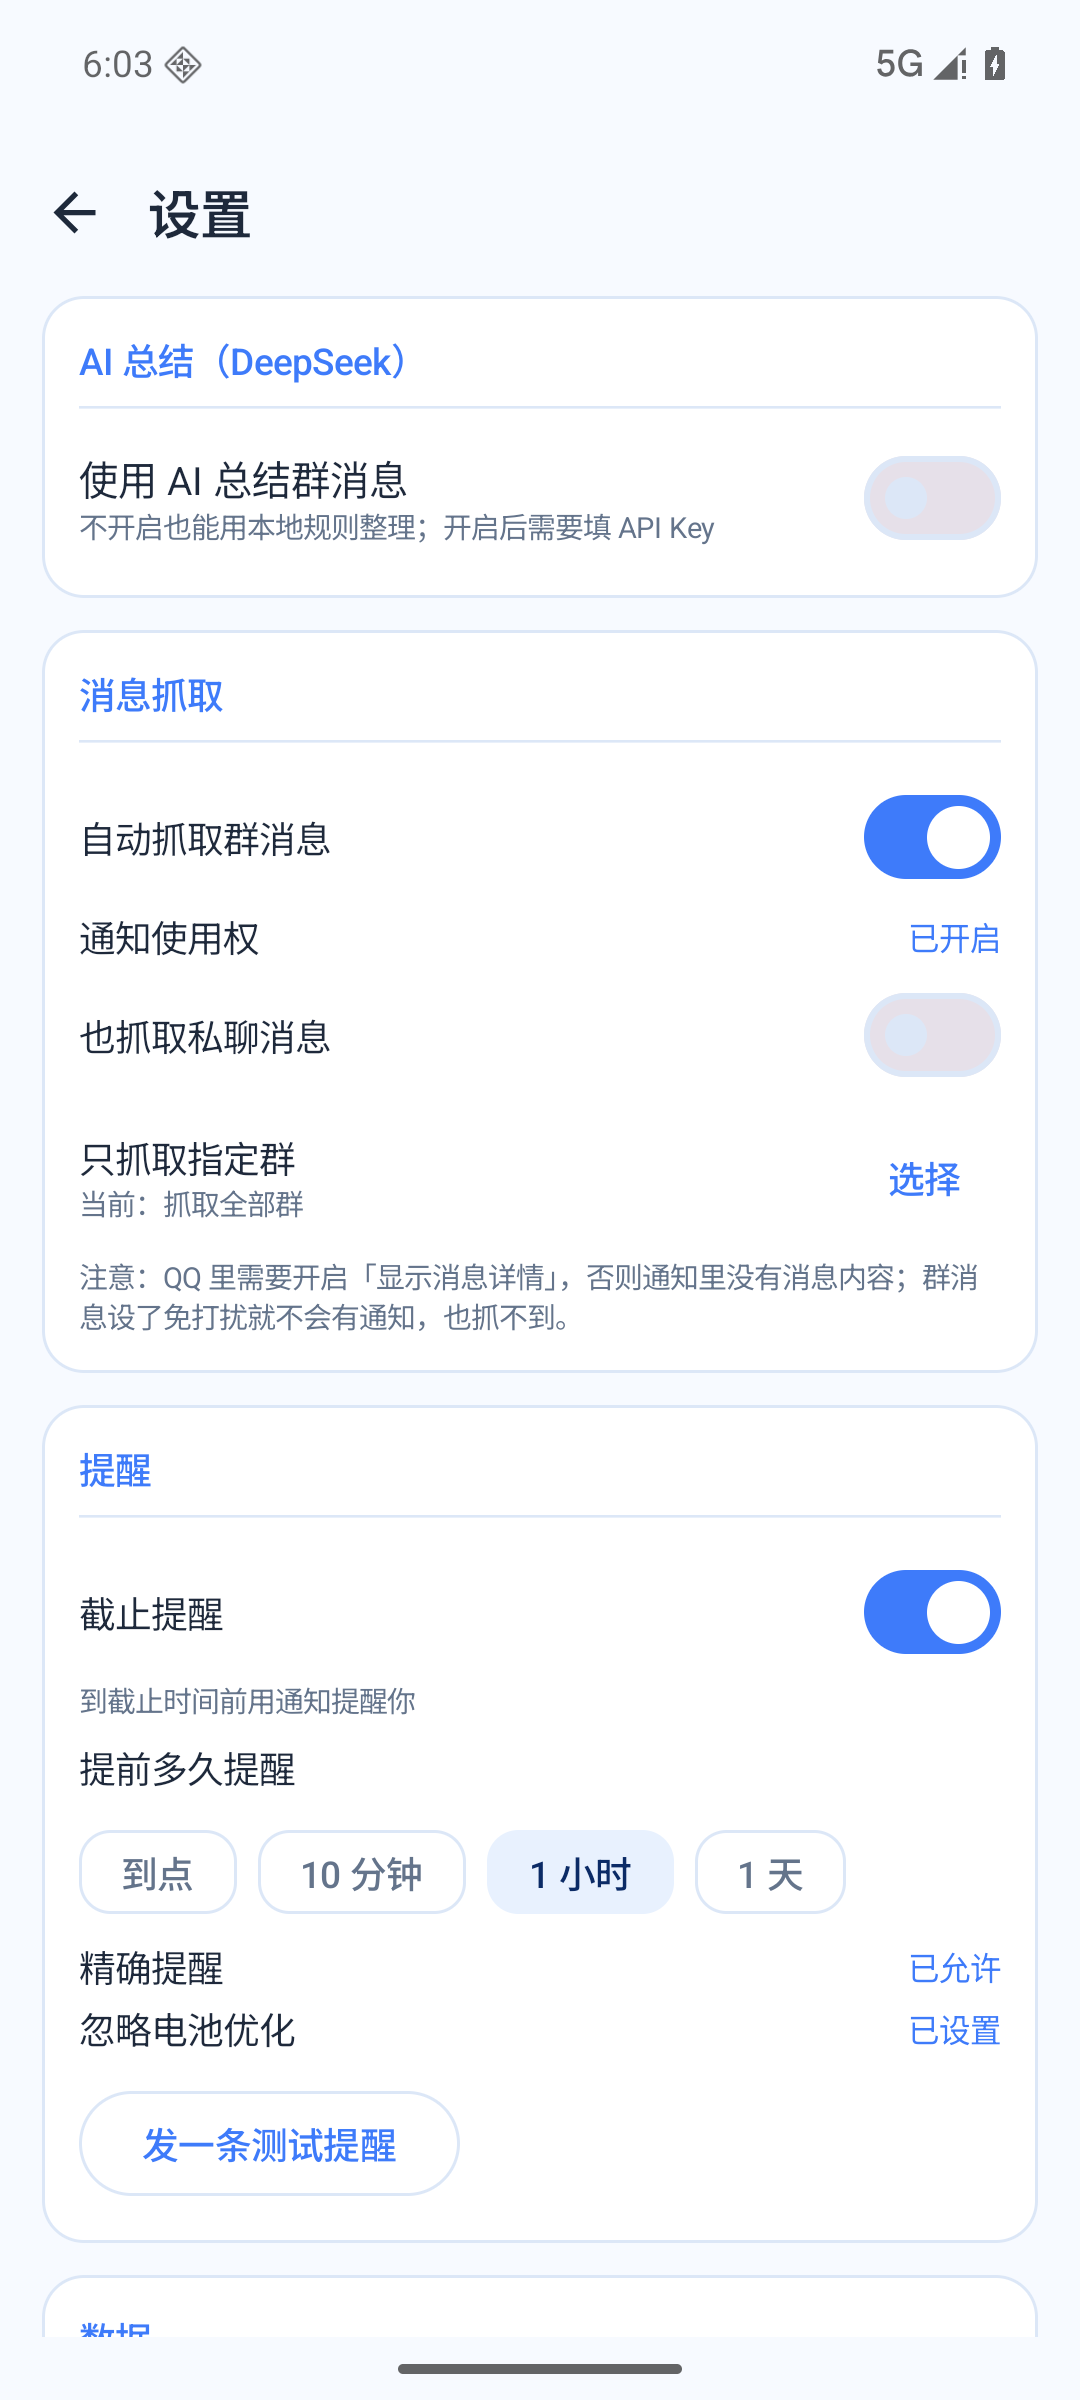 6:03
5G
设置
AI 总结（DeepSeek）
使用 AI 总结群消息
不开启也能用本地规则整理；开启后需要填 API Key
消息抓取
自动抓取群消息
通知使用权
已开启
也抓取私聊消息
只抓取指定群
当前：抓取全部群
选择
注意：QQ 里需要开启「显示消息详情」，否则通知里没有消息内容；群消
息设了免打扰就不会有通知，也抓不到。
提醒
截止提醒
到截止时间前用通知提醒你
提前多久提醒
到点
10 分钟
1 小时
1 天
精确提醒
已允许
忽略电池优化
已设置
发一条测试提醒
数据